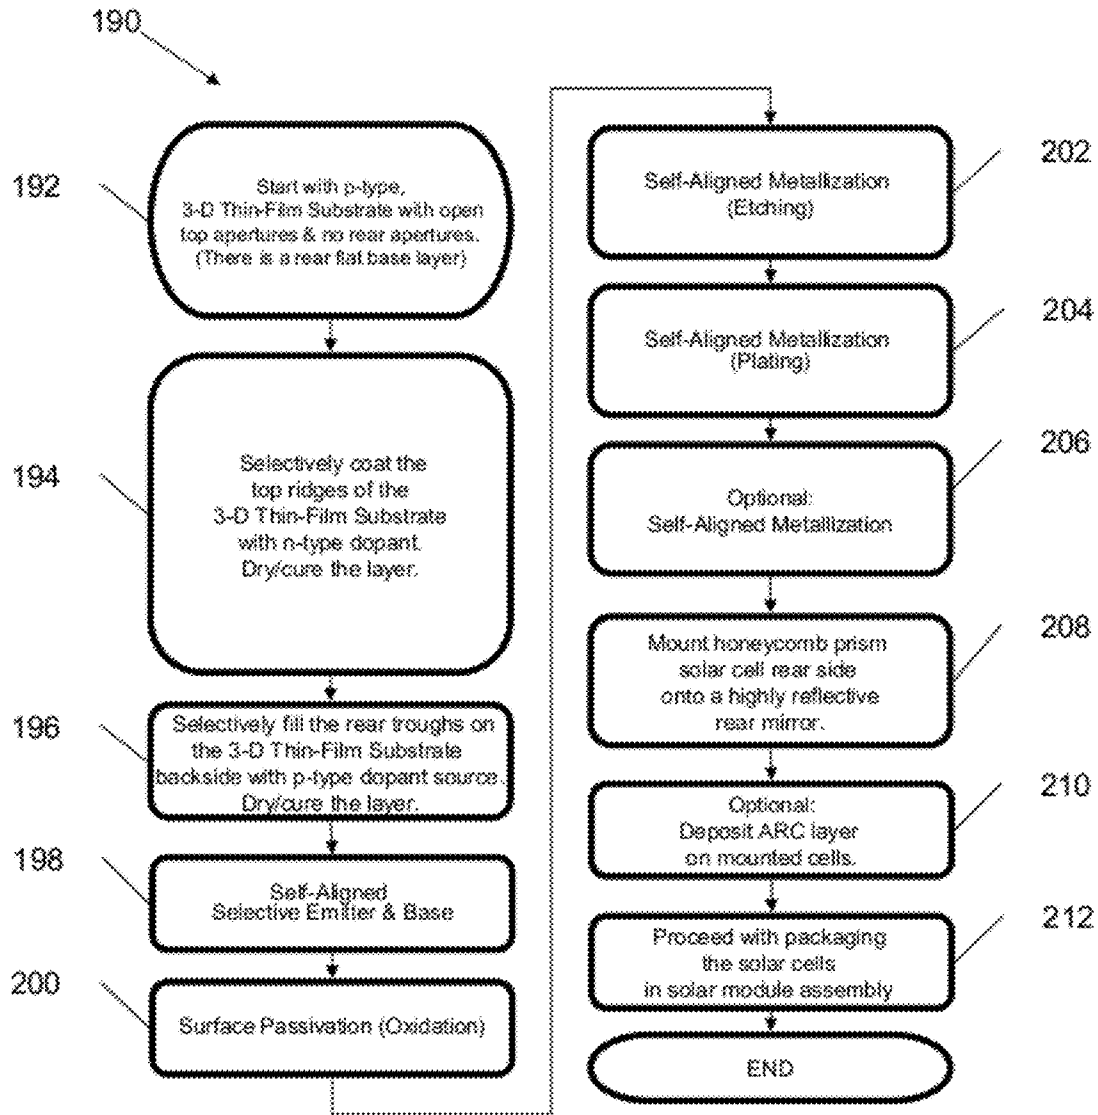 190
192
Start with p-type,
3-D Thin-Film Substrate with open
top apertures & no rear apertures.
(There is a rear flat base layer)
194
Selectively coat the
top ridges of the
3-D Thin-Film Substrate
with n-type dopant.
Dry/cure the layer.
196
Selectively fill the rear troughs on
the 3-D Thin-Film Substrate
backside with p-type dopant source.
Dry/cure the layer.
198
Self-Aligned
Selective Emitter & Base
200
Surface Passivation (Oxidation)
202
Self-Aligned Metallization
(Etching)
204
Self-Aligned Metallization
(Plating)
206
Optional:
Self-Aligned Metallization
208
Mount honeycomb prism
solar cell rear side
onto a highly reflective
rear mirror.
210
Optional:
Deposit ARC layer
on mounted cells.
212
Proceed with packaging
the solar cells
in solar module assembly
END